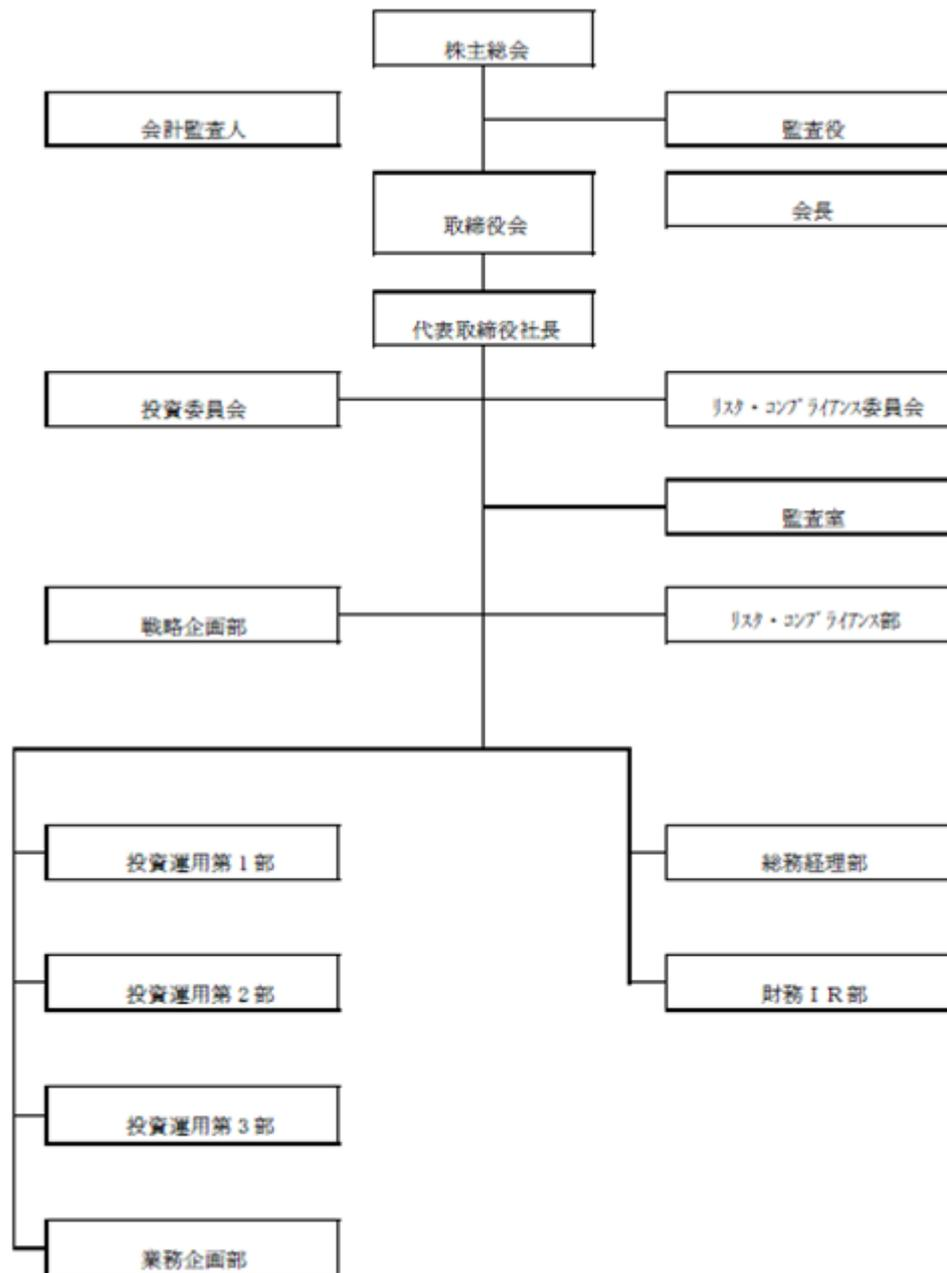 株主総会
会計監査人
監査役
会長
取締役会
代表取締役社長
投資委員会
ﾘｽｸ・ｺﾝﾌﾟﾗｲｱﾝｽ委員会
監査室
戦略企画部
ﾘｽｸ・ｺﾝﾌﾟﾗｲｱﾝｽ部
投資運用第１部
総務経理部
投資運用第２部
財務ＩＲ部
投資運用第３部
業務企画部